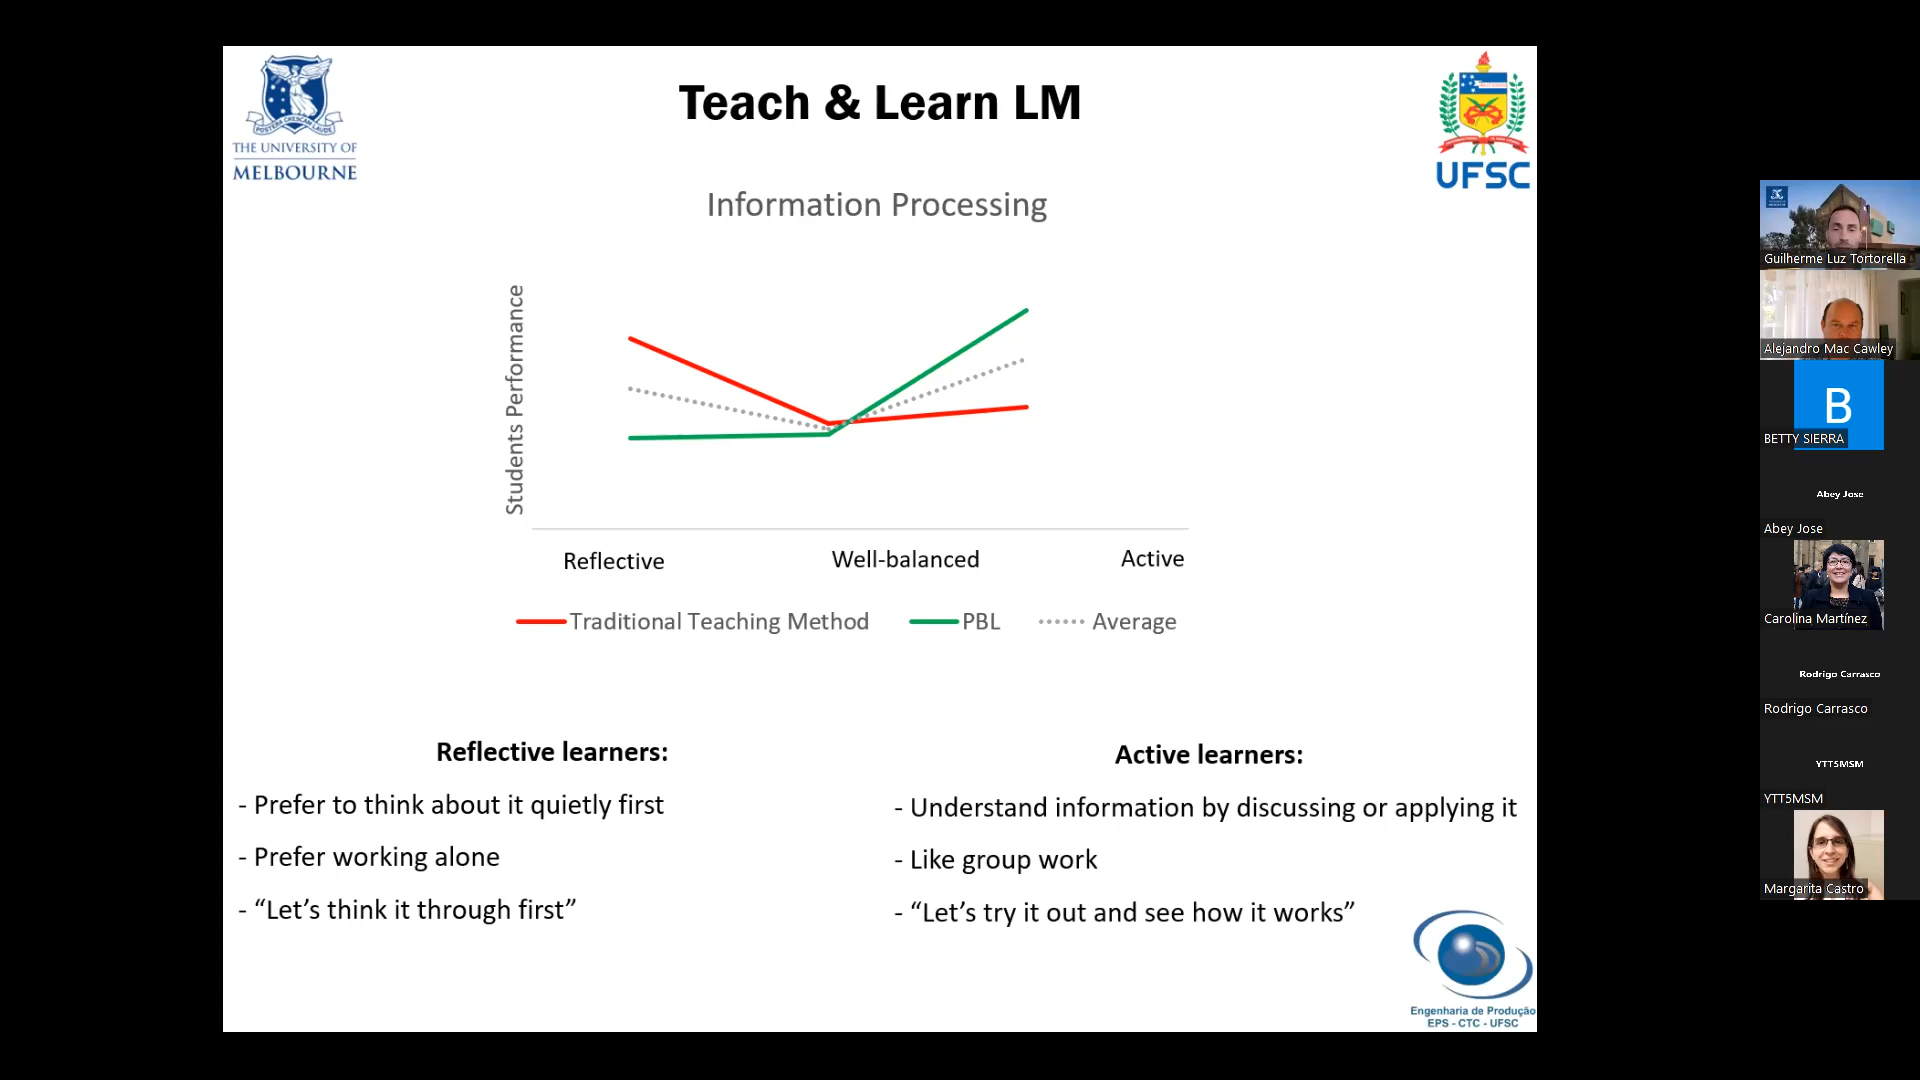 Teach & Learn LM
POSTERA CRESCAM LAUDE
THE UNIVERSITY OF
MELBOURNE
UFSC
Information Processing
Students Performance
Reflective
Well-balanced
Active
Traditional Teaching Method
PBL
Average
Reflective learners:
- Prefer to think about it quietly first
- Prefer working alone
- “Let’s think it through first”
Active learners:
- Understand information by discussing or applying it
- Like group work
- “Let’s try it out and see how it works”
Engenharia de Produção
EPS - CTC - UFSC
Guilherme Luz Tortorella
Alejandro Mac Cawley
B
BETTY SIERRA
Abey Jose
Abey Jose
Carolina Martínez
Rodrigo Carrasco
Rodrigo Carrasco
YTT5MSM
YTT5MSM
Margarita Castro